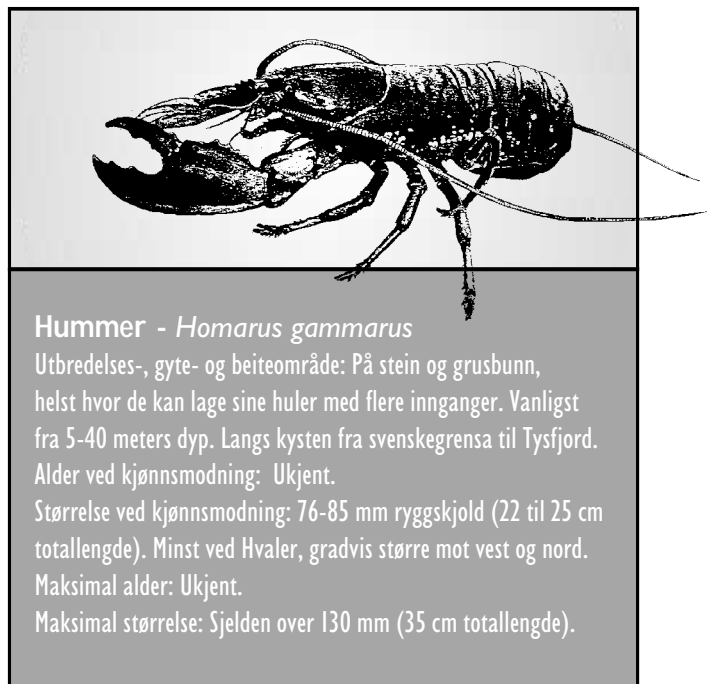 Hummer - Homarus gammarus
Utbredelses-, gyte- og beiteområde: På stein og grusbunn,
helst hvor de kan lage sine huler med flere innganger. Vanligst
fra 5-40 meters dyp. Langs kysten fra svenskegrensa til Tysfjord.
Alder ved kjønnsmodning: Ukjent.
Størrelse ved kjønnsmodning: 76-85 mm ryggskjold (22 til 25 cm
totallengde). Minst ved Hvaler, gradvis større mot vest og nord.
Maksimal alder: Ukjent.
Maksimal størrelse: Sjelden over 130 mm (35 cm totallengde).